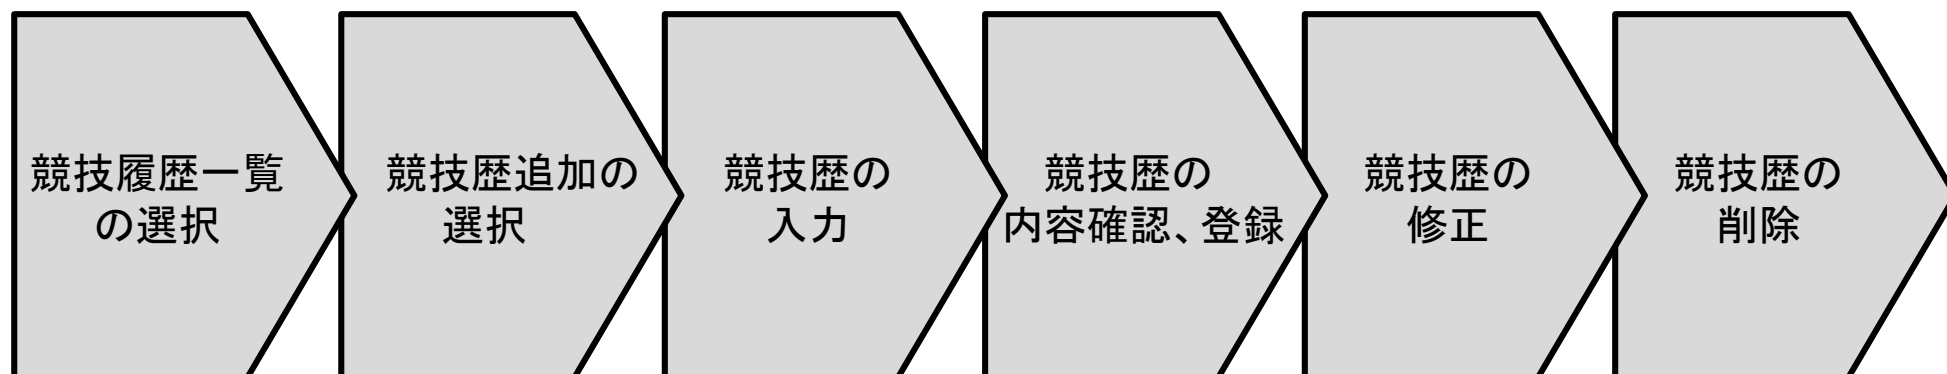 競技履歴一覧
の選択
競技歴追加の
選択
競技歴の
入力
競技歴の
内容確認、登録
競技歴の
修正
競技歴の
削除